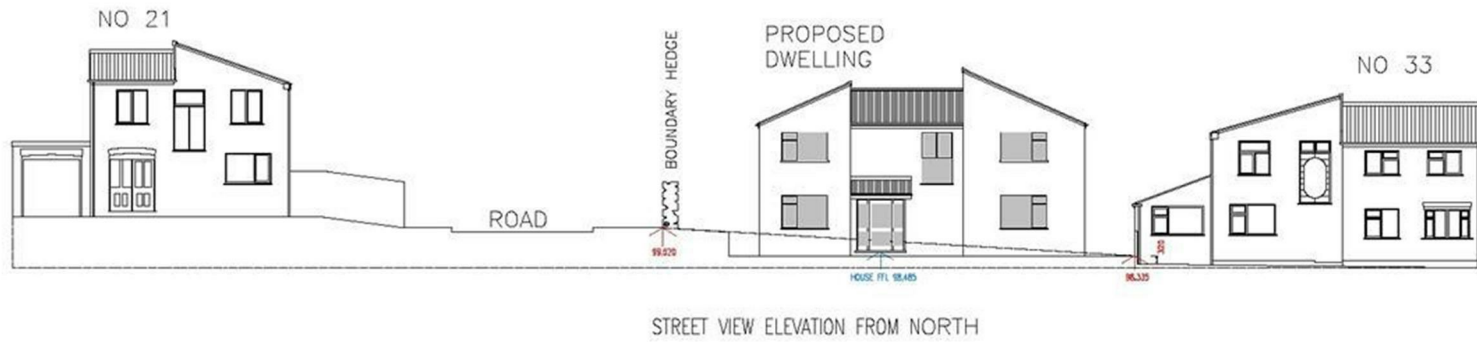 NO 21
BOUNDARY HEDGE
PROPOSED
DWELLING
NO 33
ROAD
99.020
HOUSE FFL 98.485
98.335
300
STREET VIEW ELEVATION FROM NORTH